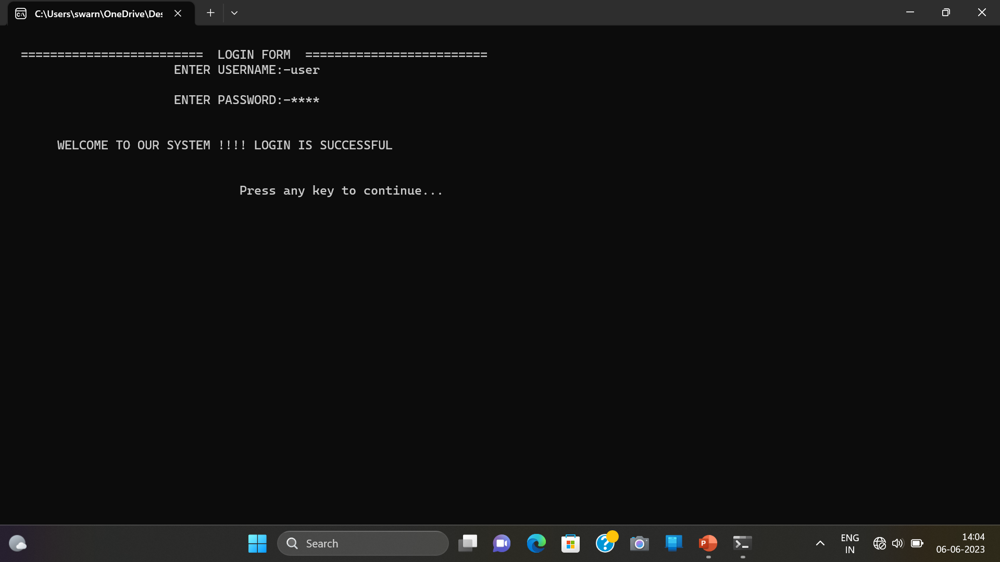 C:\Users\swarn\OneDrive\Des
========================= LOGIN FORM =========================
ENTER USERNAME:-user
ENTER PASSWORD:-****
WELCOME TO OUR SYSTEM !!!! LOGIN IS SUCCESSFUL
Press any key to continue...
Search
ENG
IN
14:04
06-06-2023